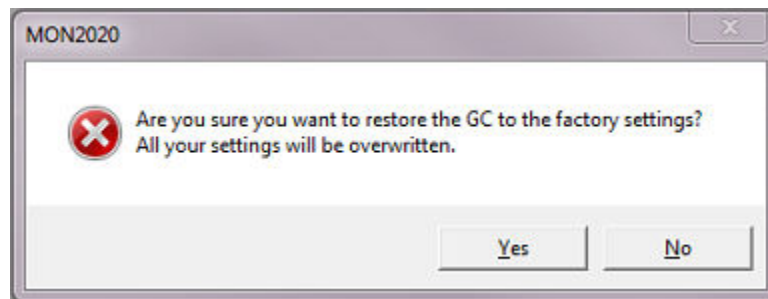 MON2020
Are you sure you want to restore the GC to the factory settings?
All your settings will be overwritten.
Yes
No